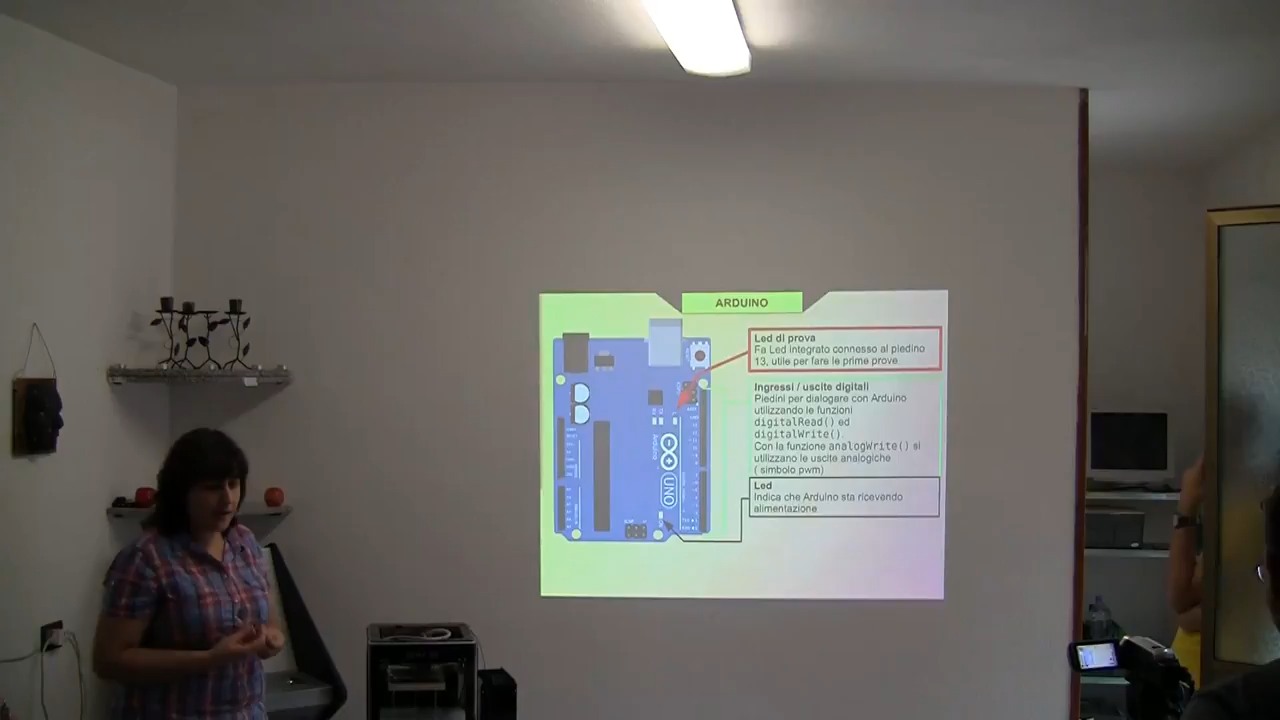 ARDUINO
Led di prova
Fa Led integrato connesso al piedino
13, utile per fare le prime prove
Ingressi / uscite digitali
Piedini per dialogare con Arduino
utilizzando le funzioni
digitalRead() ed
digitalWrite().
Con la funzione analogWrite() si
utilizzano le uscite analogiche
( simbolo pwm)
Led
Indica che Arduino sta ricevendo
alimentazione
Arduino
UNO